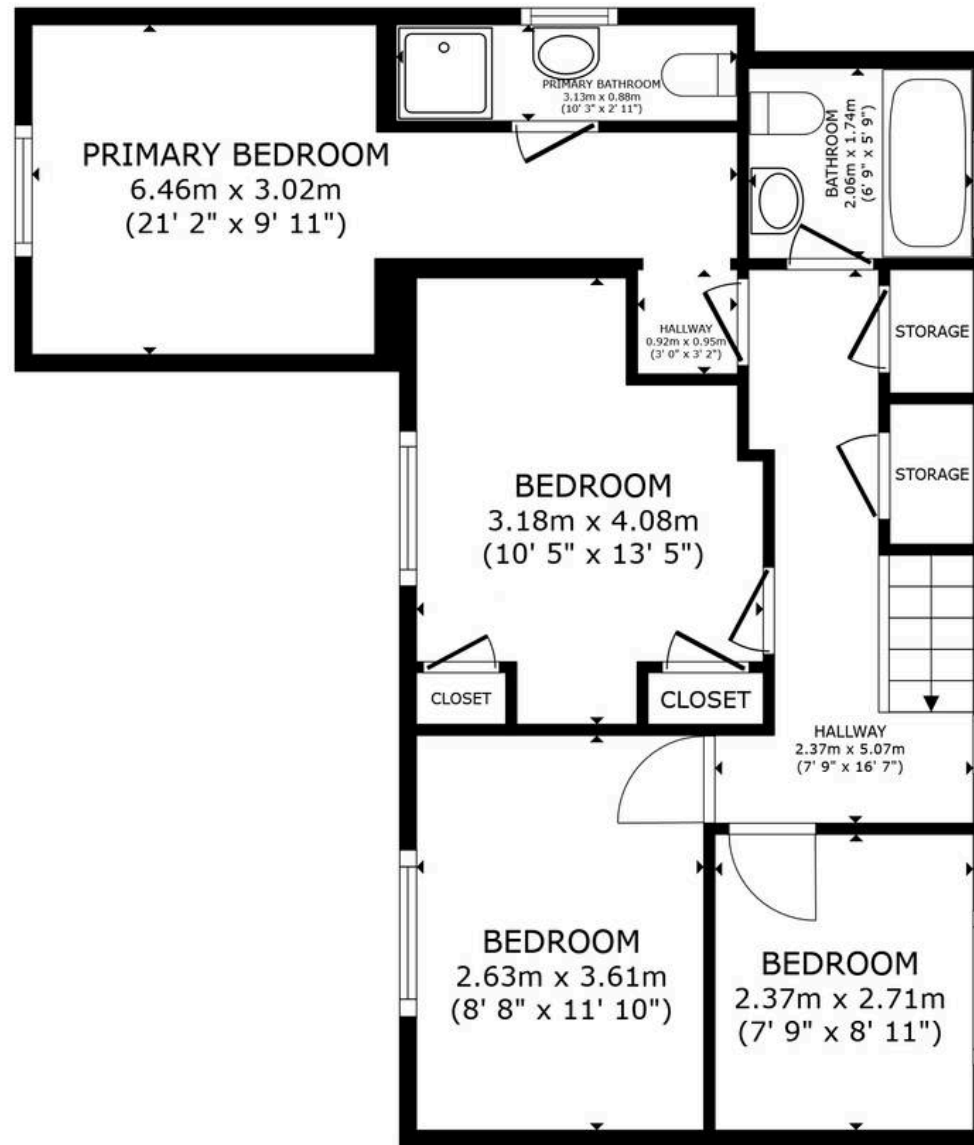 PRIMARY BATHROOM
3.13m x 0.88m
(10' 3" x 2' 11")
PRIMARY BEDROOM
6.46m x 3.02m
(21' 2" x 9' 11")
BATHROOM
2.06m x 1.74m
(6' 9" x 5' 9")
HALLWAY
0.92m x 0.95m
(3' 0" x 3' 2")
STORAGE
STORAGE
BEDROOM
3.18m x 4.08m
(10' 5" x 13' 5")
CLOSET
CLOSET
HALLWAY
2.37m x 5.07m
(7' 9" x 16' 7")
BEDROOM
2.63m x 3.61m
(8' 8" x 11' 10")
BEDROOM
2.37m x 2.71m
(7' 9" x 8' 11")